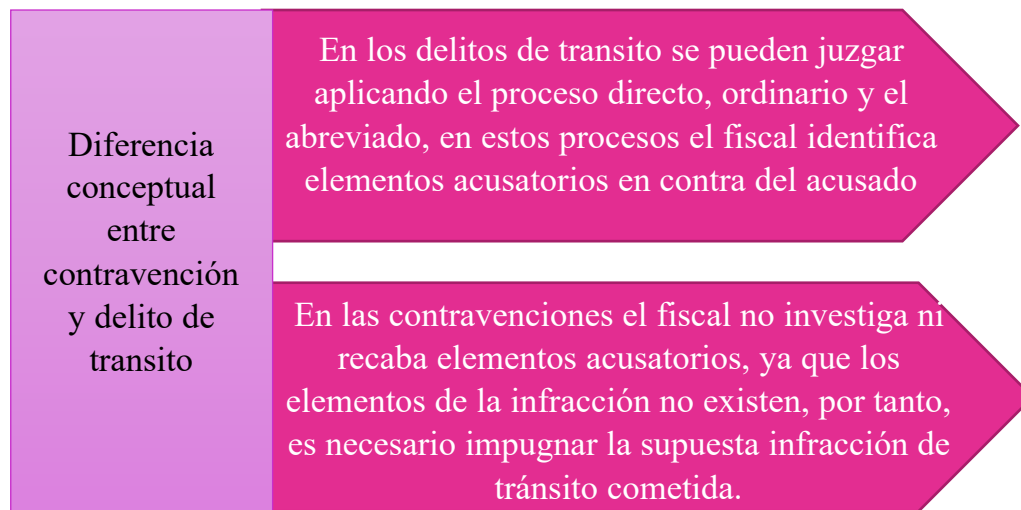 Diferencia
conceptual
entre
contravención
y delito de
transito
En los delitos de transito se pueden juzgar
aplicando el proceso directo, ordinario y el
abreviado, en estos procesos el fiscal identifica
elementos acusatorios en contra del acusado
En las contravenciones el fiscal no investiga ni
recaba elementos acusatorios, ya que los
elementos de la infracción no existen, por tanto,
es necesario impugnar la supuesta infracción de
tránsito cometida.